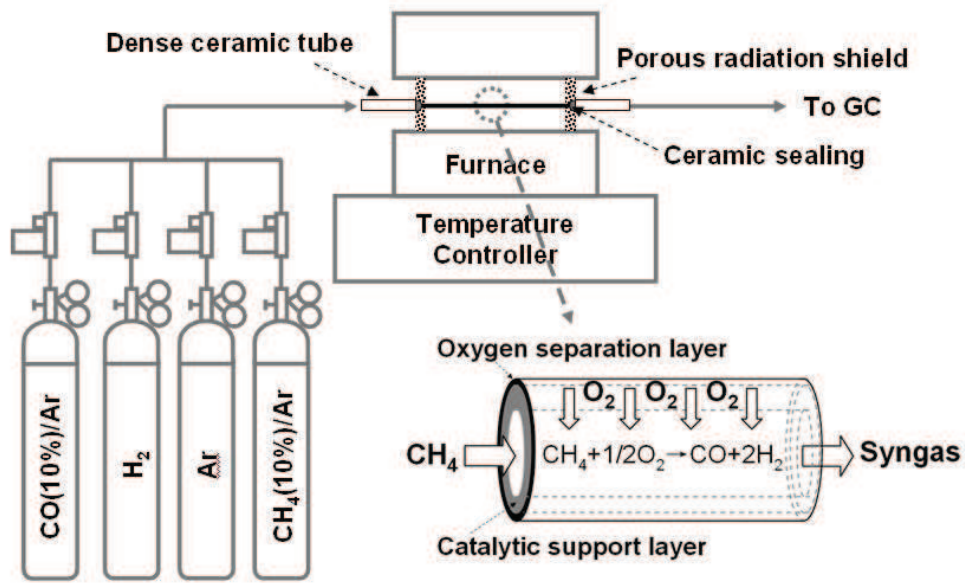 Dense ceramic tube
Porous radiation shield
To GC
Ceramic sealing
Furnace
Temperature
Controller
CO(10%)/Ar
H₂
Ar
CH₄(10%)/Ar
Oxygen separation layer
O₂ O₂ O₂
CH₄
CH₄+1/2O₂→CO+2H₂
Syngas
Catalytic support layer